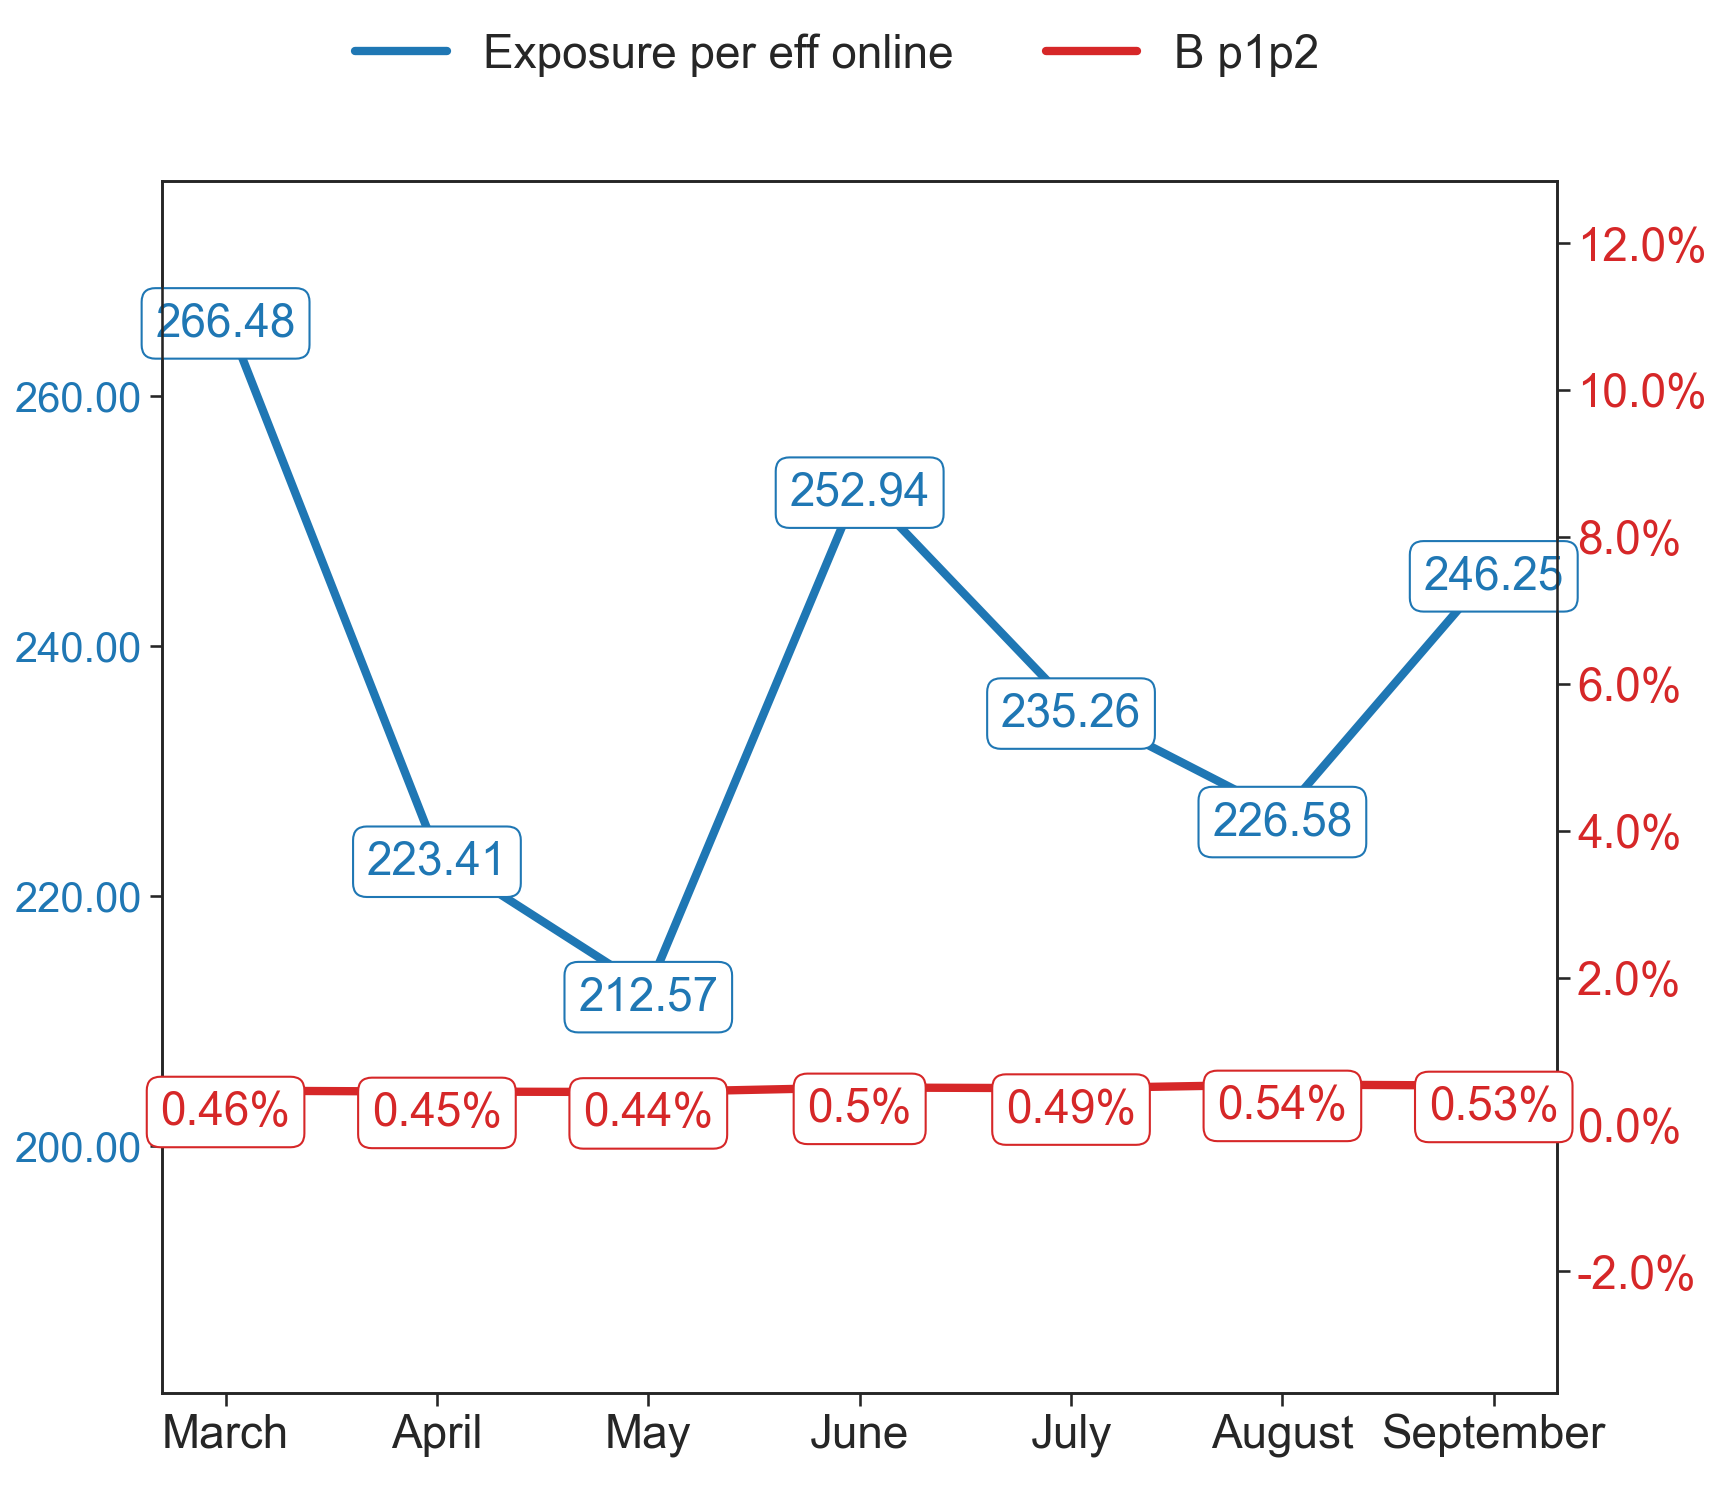 Exposure per eff online
B p1p2
12.0%
266.48
260.00
10.0%
252.94
8.0%
246.25
240.00
6.0%
235.26
226.58
4.0%
223.41
220.00
2.0%
212.57
0.46%
0.45%
0.44%
0.5%
0.49%
0.54%
0.53%
0.0%
200.00
-2.0%
March
April
May
June
July
August
September